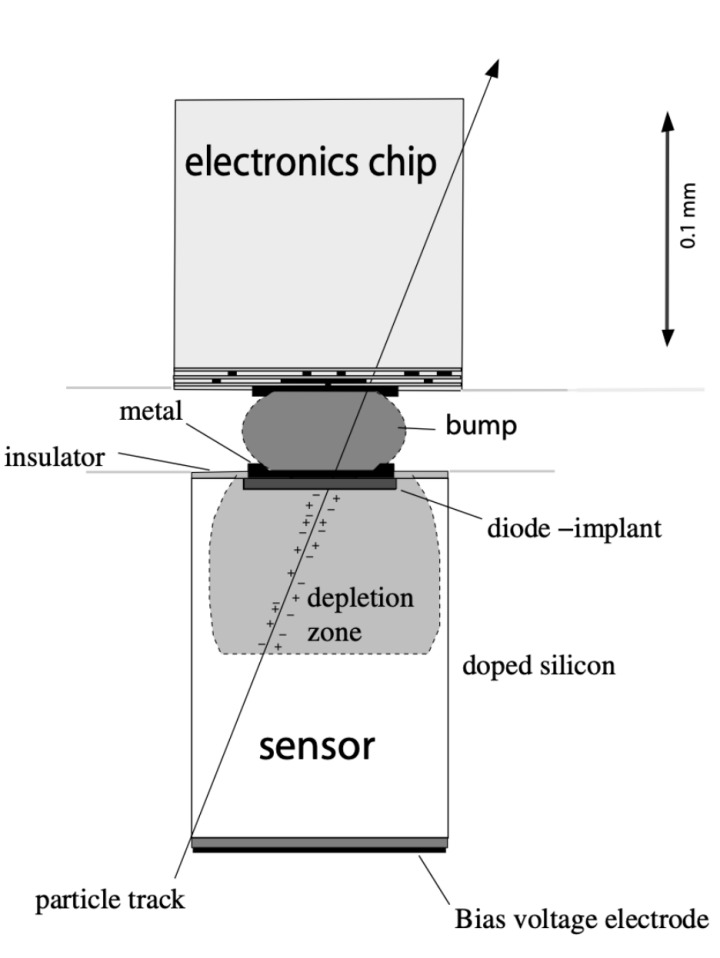 electronics chip
0.1 mm
metal
bump
insulator
diode –implant
depletion
zone
doped silicon
sensor
particle track
Bias voltage electrode